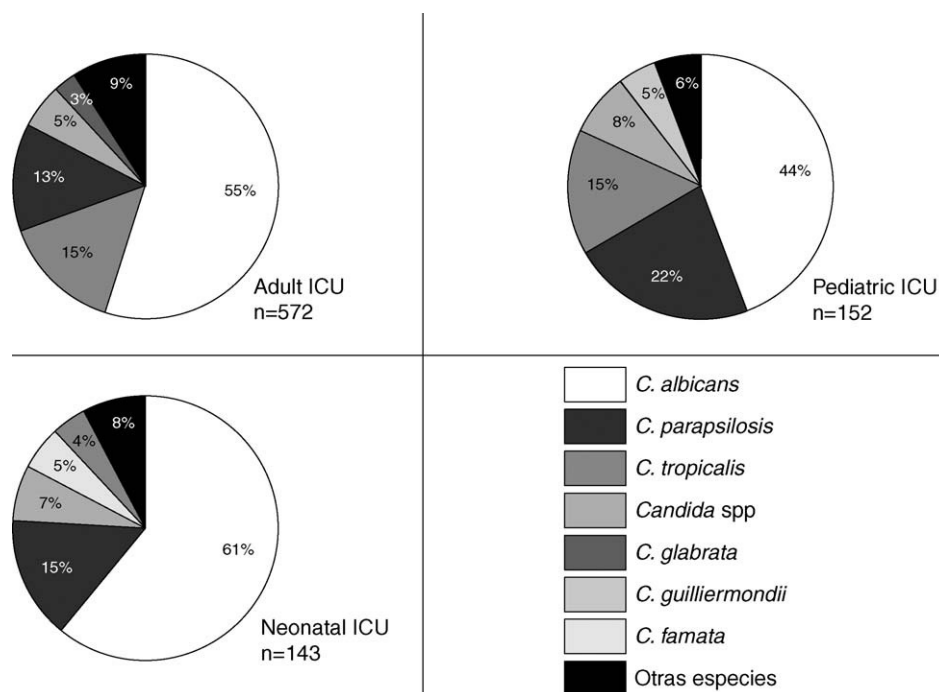 9%
3%
5%
13%
15%
55%
Adult ICU
n=572
6%
5%
8%
15%
22%
44%
Pediatric ICU
n=152
8%
4%
5%
7%
15%
61%
Neonatal ICU
n=143
C. albicans
C. parapsilosis
C. tropicalis
Candida spp
C. glabrata
C. guilliermondii
C. famata
Otras especies